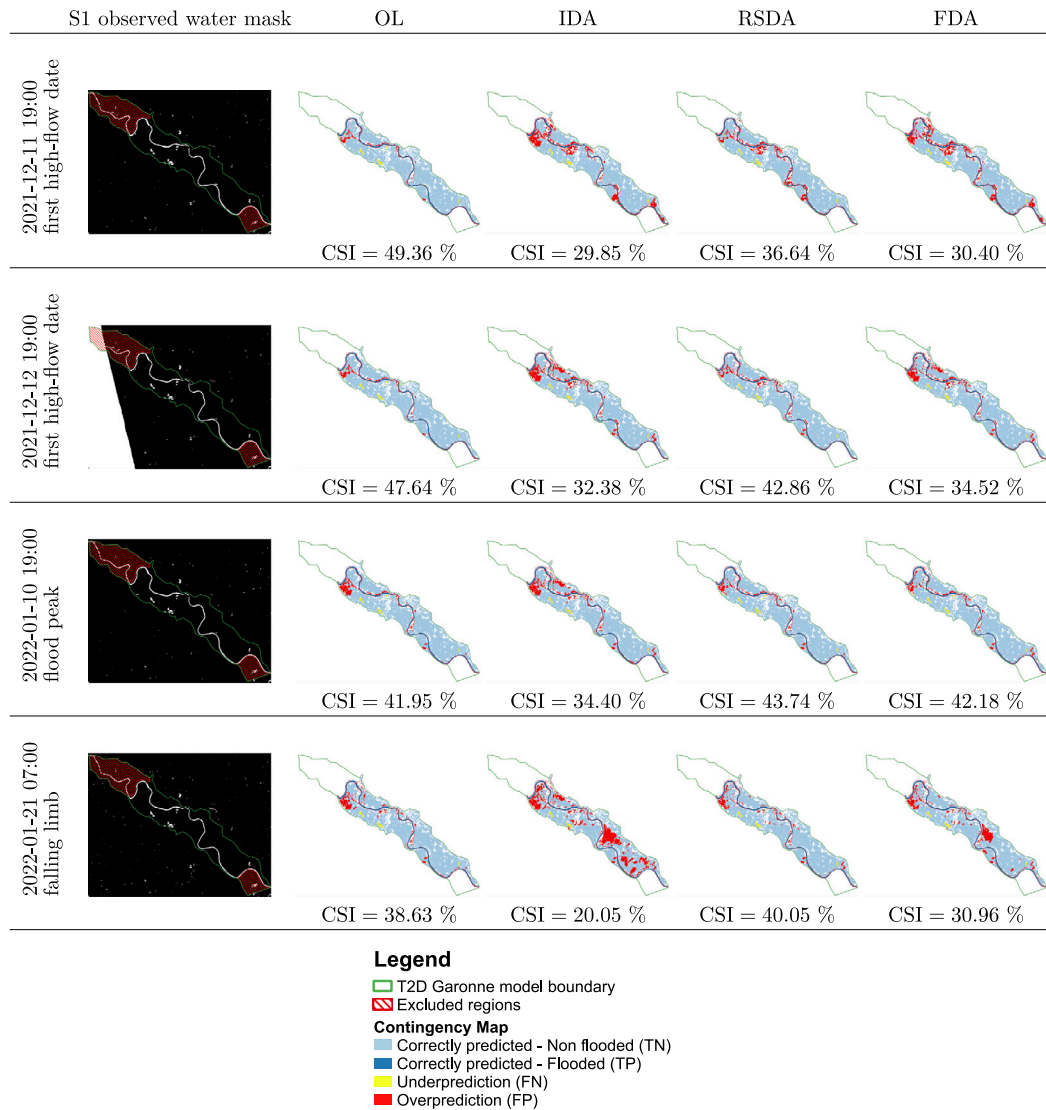 S1 observed water mask OL IDA RSDA FDA
2021-12-11 19:00
first high-flow date
CSI = 49.36 % CSI = 29.85 % CSI = 36.64 % CSI = 30.40 %
2021-12-12 19:00
first high-flow date
CSI = 47.64 % CSI = 32.38 % CSI = 42.86 % CSI = 34.52 %
2022-01-10 19:00
flood peak
CSI = 41.95 % CSI = 34.40 % CSI = 43.74 % CSI = 42.18 %
2022-01-21 07:00
falling limb
CSI = 38.63 % CSI = 20.05 % CSI = 40.05 % CSI = 30.96 %
Legend
T2D Garonne model boundary
Excluded regions
Contingency Map
Correctly predicted - Non flooded (TN)
Correctly predicted - Flooded (TP)
Underprediction (FN)
Overprediction (FP)